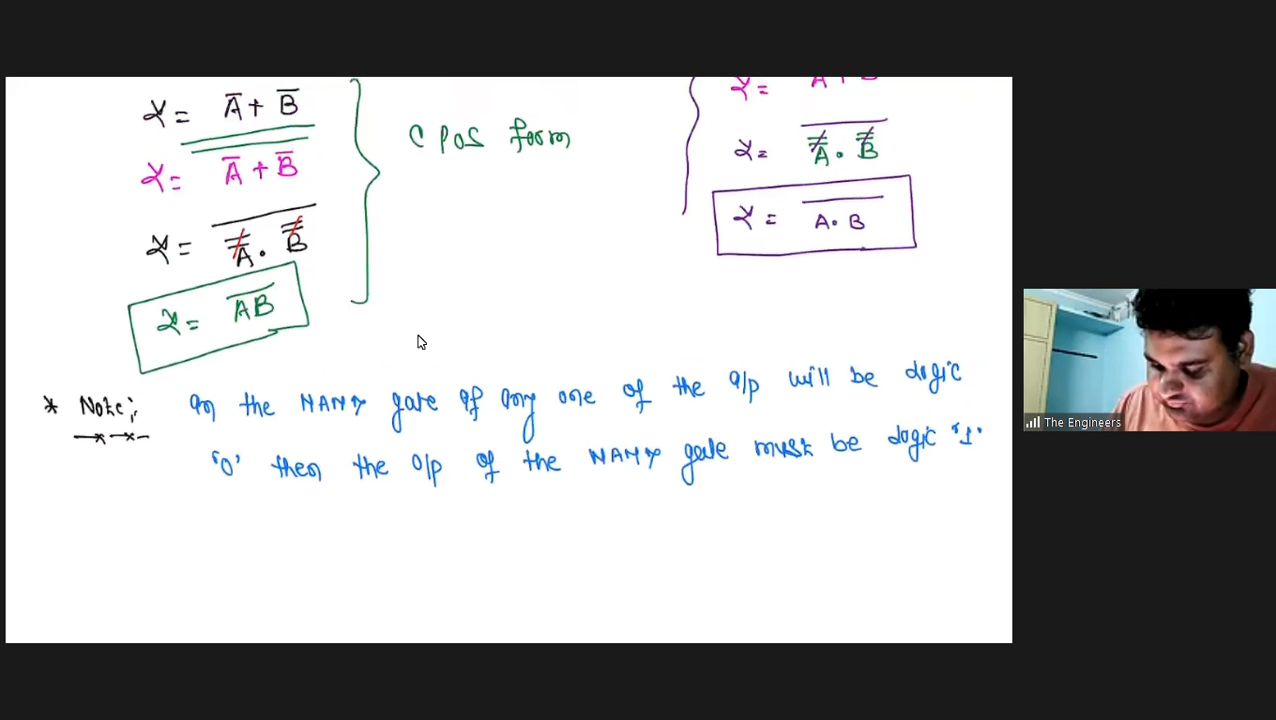 Y = A̅ + B̅
C POS form
Y = A̅ + B̅
Y = A̿ · B̿
Y = A̅B̅
Y = A + B
Y = A̿ · B̿
Y = A̅ · B̅
* Note: In the NAND gate if any one of the I/p will be logic
'0' then the O/p of the NAND gate must be logic '1'
The Engineers